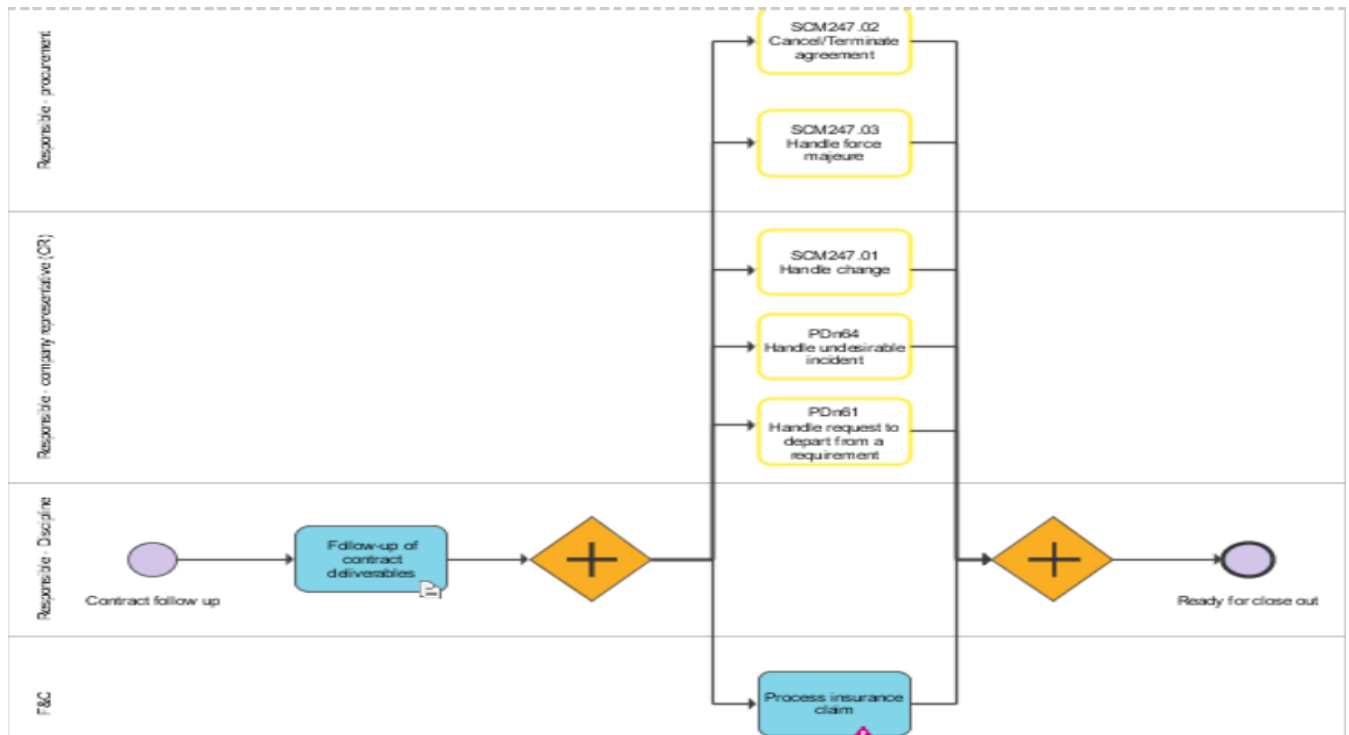 Responsible - procurement
SCM247.02
Cancel/Terminate
agreement
SCM247.03
Handle force
majeure
Responsible - company representative (CR)
SCM247.01
Handle change
PDn64
Handle undesirable
incident
PDn61
Handle request to
depart from a
requirement
Responsible - Discipline
Contract follow up
Follow-up of
contract
deliverables
Ready for close out
F&C
Process insurance
claim